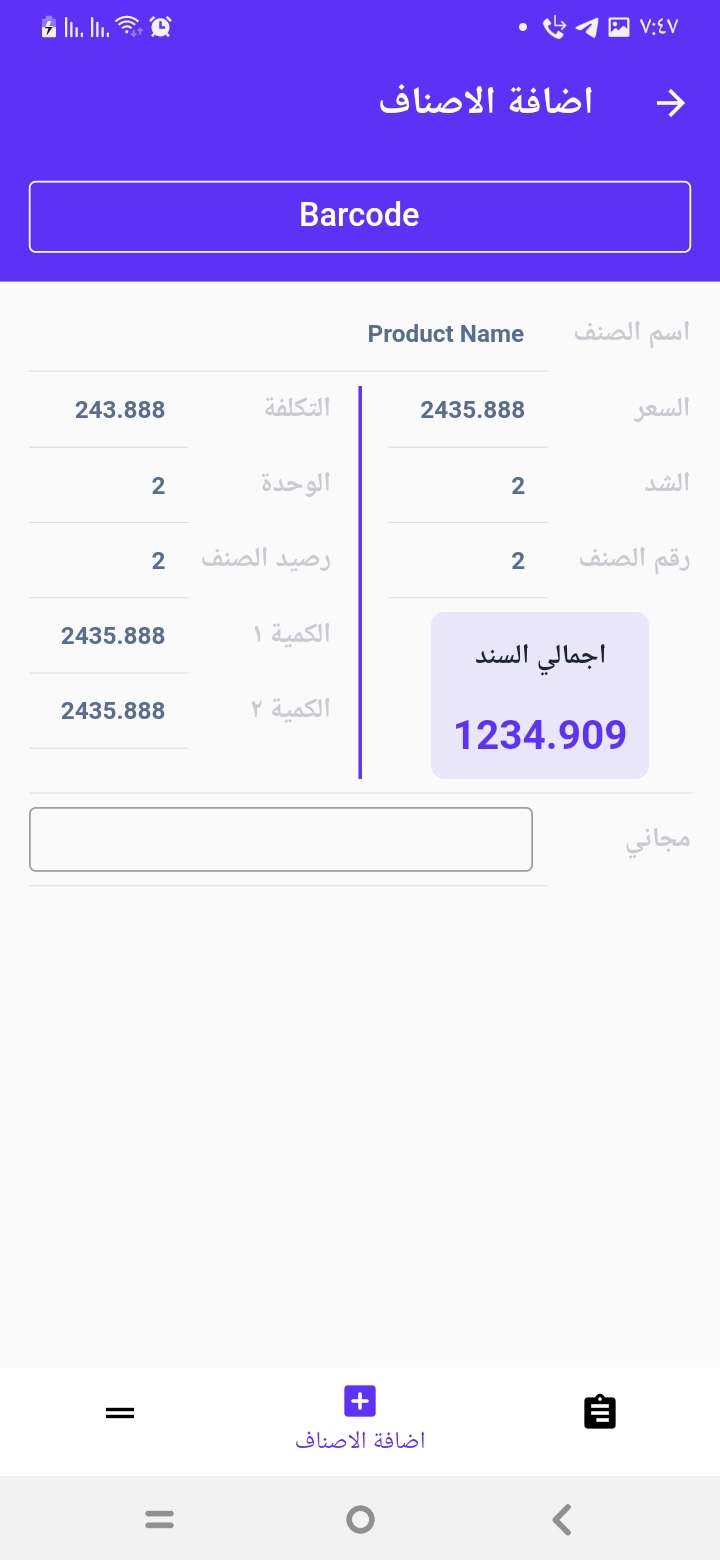 ٧:٤٧
اضافة الاصناف
Barcode
اسم الصنف Product Name
السعر 2435.888 التكلفة 243.888
الشد 2 الوحدة 2
رقم الصنف 2 رصيد الصنف 2
الكمية ١ 2435.888
اجمالي السند
الكمية ٢ 2435.888
1234.909
مجاني
اضافة الاصناف